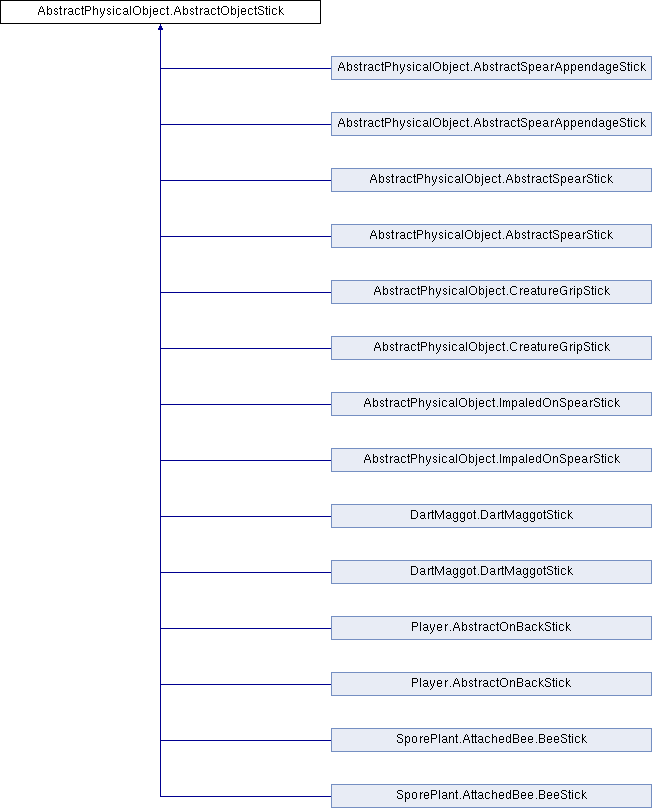 AbstractPhysicalObject.AbstractObjectStick
AbstractPhysicalObject.AbstractSpearAppendageStick
AbstractPhysicalObject.AbstractSpearAppendageStick
AbstractPhysicalObject.AbstractSpearStick
AbstractPhysicalObject.AbstractSpearStick
AbstractPhysicalObject.CreatureGripStick
AbstractPhysicalObject.CreatureGripStick
AbstractPhysicalObject.ImpaledOnSpearStick
AbstractPhysicalObject.ImpaledOnSpearStick
DartMaggot.DartMaggotStick
DartMaggot.DartMaggotStick
Player.AbstractOnBackStick
Player.AbstractOnBackStick
SporePlant.AttachedBee.BeeStick
SporePlant.AttachedBee.BeeStick